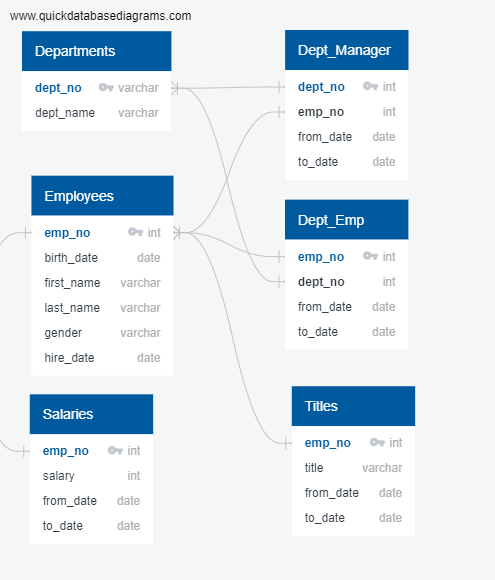 www.quickdatabasediagrams.com
Departments
dept_no varchar
dept_name varchar
Employees
emp_no int
birth_date date
first_name varchar
last_name varchar
gender varchar
hire_date date
Salaries
emp_no int
salary int
from_date date
to_date date
Dept_Manager
dept_no int
emp_no int
from_date date
to_date date
Dept_Emp
emp_no int
dept_no int
from_date date
to_date date
Titles
emp_no int
title varchar
from_date date
to_date date